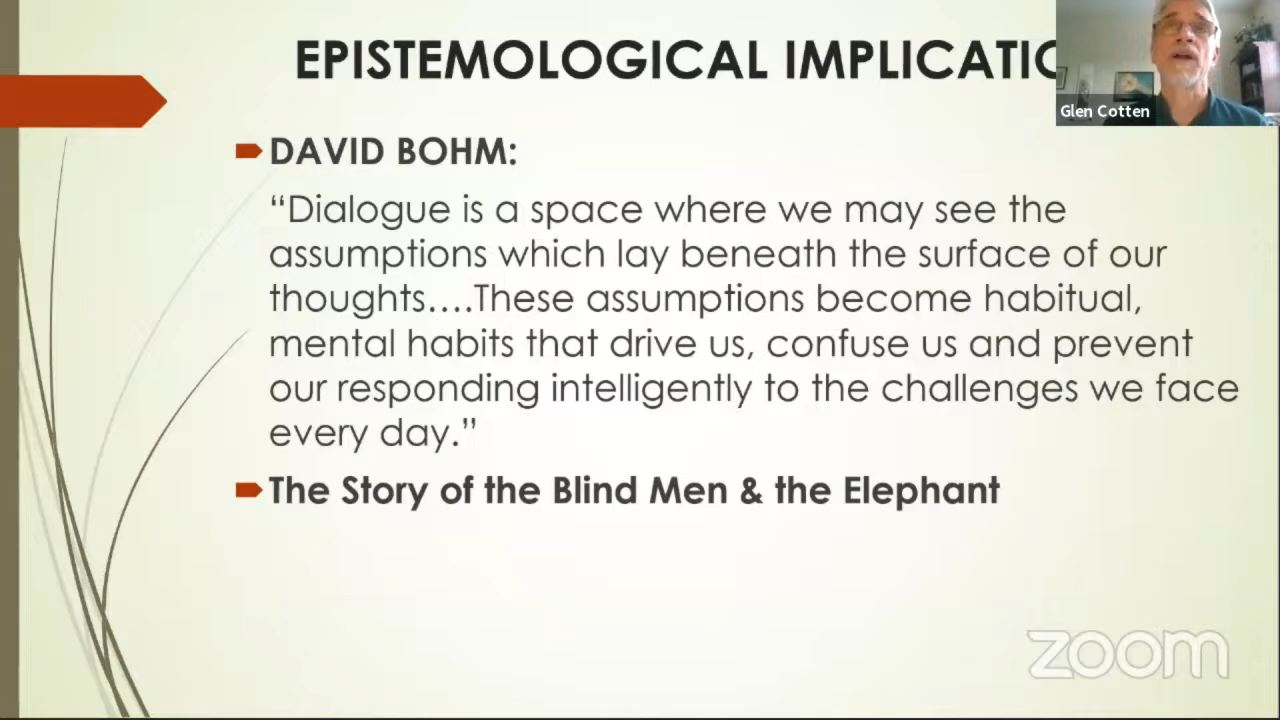 EPISTEMOLOGICAL IMPLICATIO
Glen Cotten
DAVID BOHM:
“Dialogue is a space where we may see the
assumptions which lay beneath the surface of our
thoughts….These assumptions become habitual,
mental habits that drive us, confuse us and prevent
our responding intelligently to the challenges we face
every day.”
The Story of the Blind Men & the Elephant
zoom